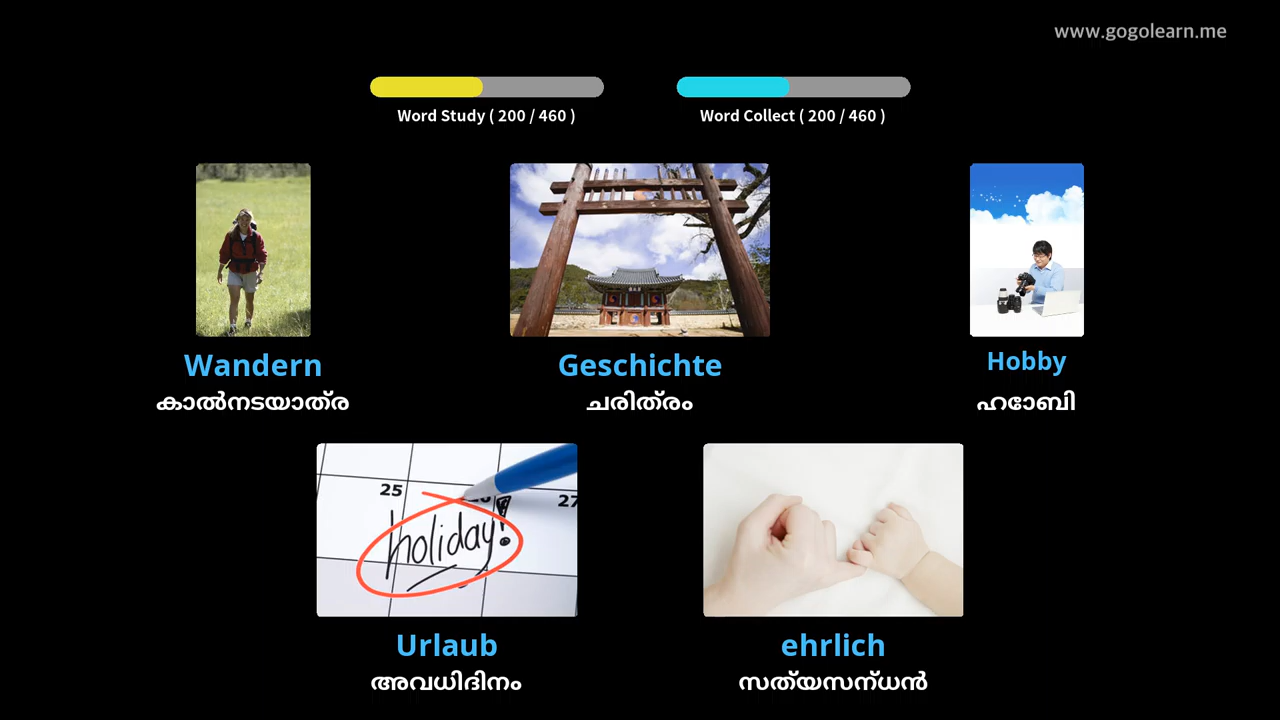 www.gogolearn.me
Word Study ( 200 / 460 )
Word Collect ( 200 / 460 )
Wandern
കാൽനടയാത്ര
Geschichte
ചരിത്രം
Hobby
ഹോബി
25
27
holiday!
Urlaub
അവധിദിനം
ehrlich
സത്യസന്ധൻ